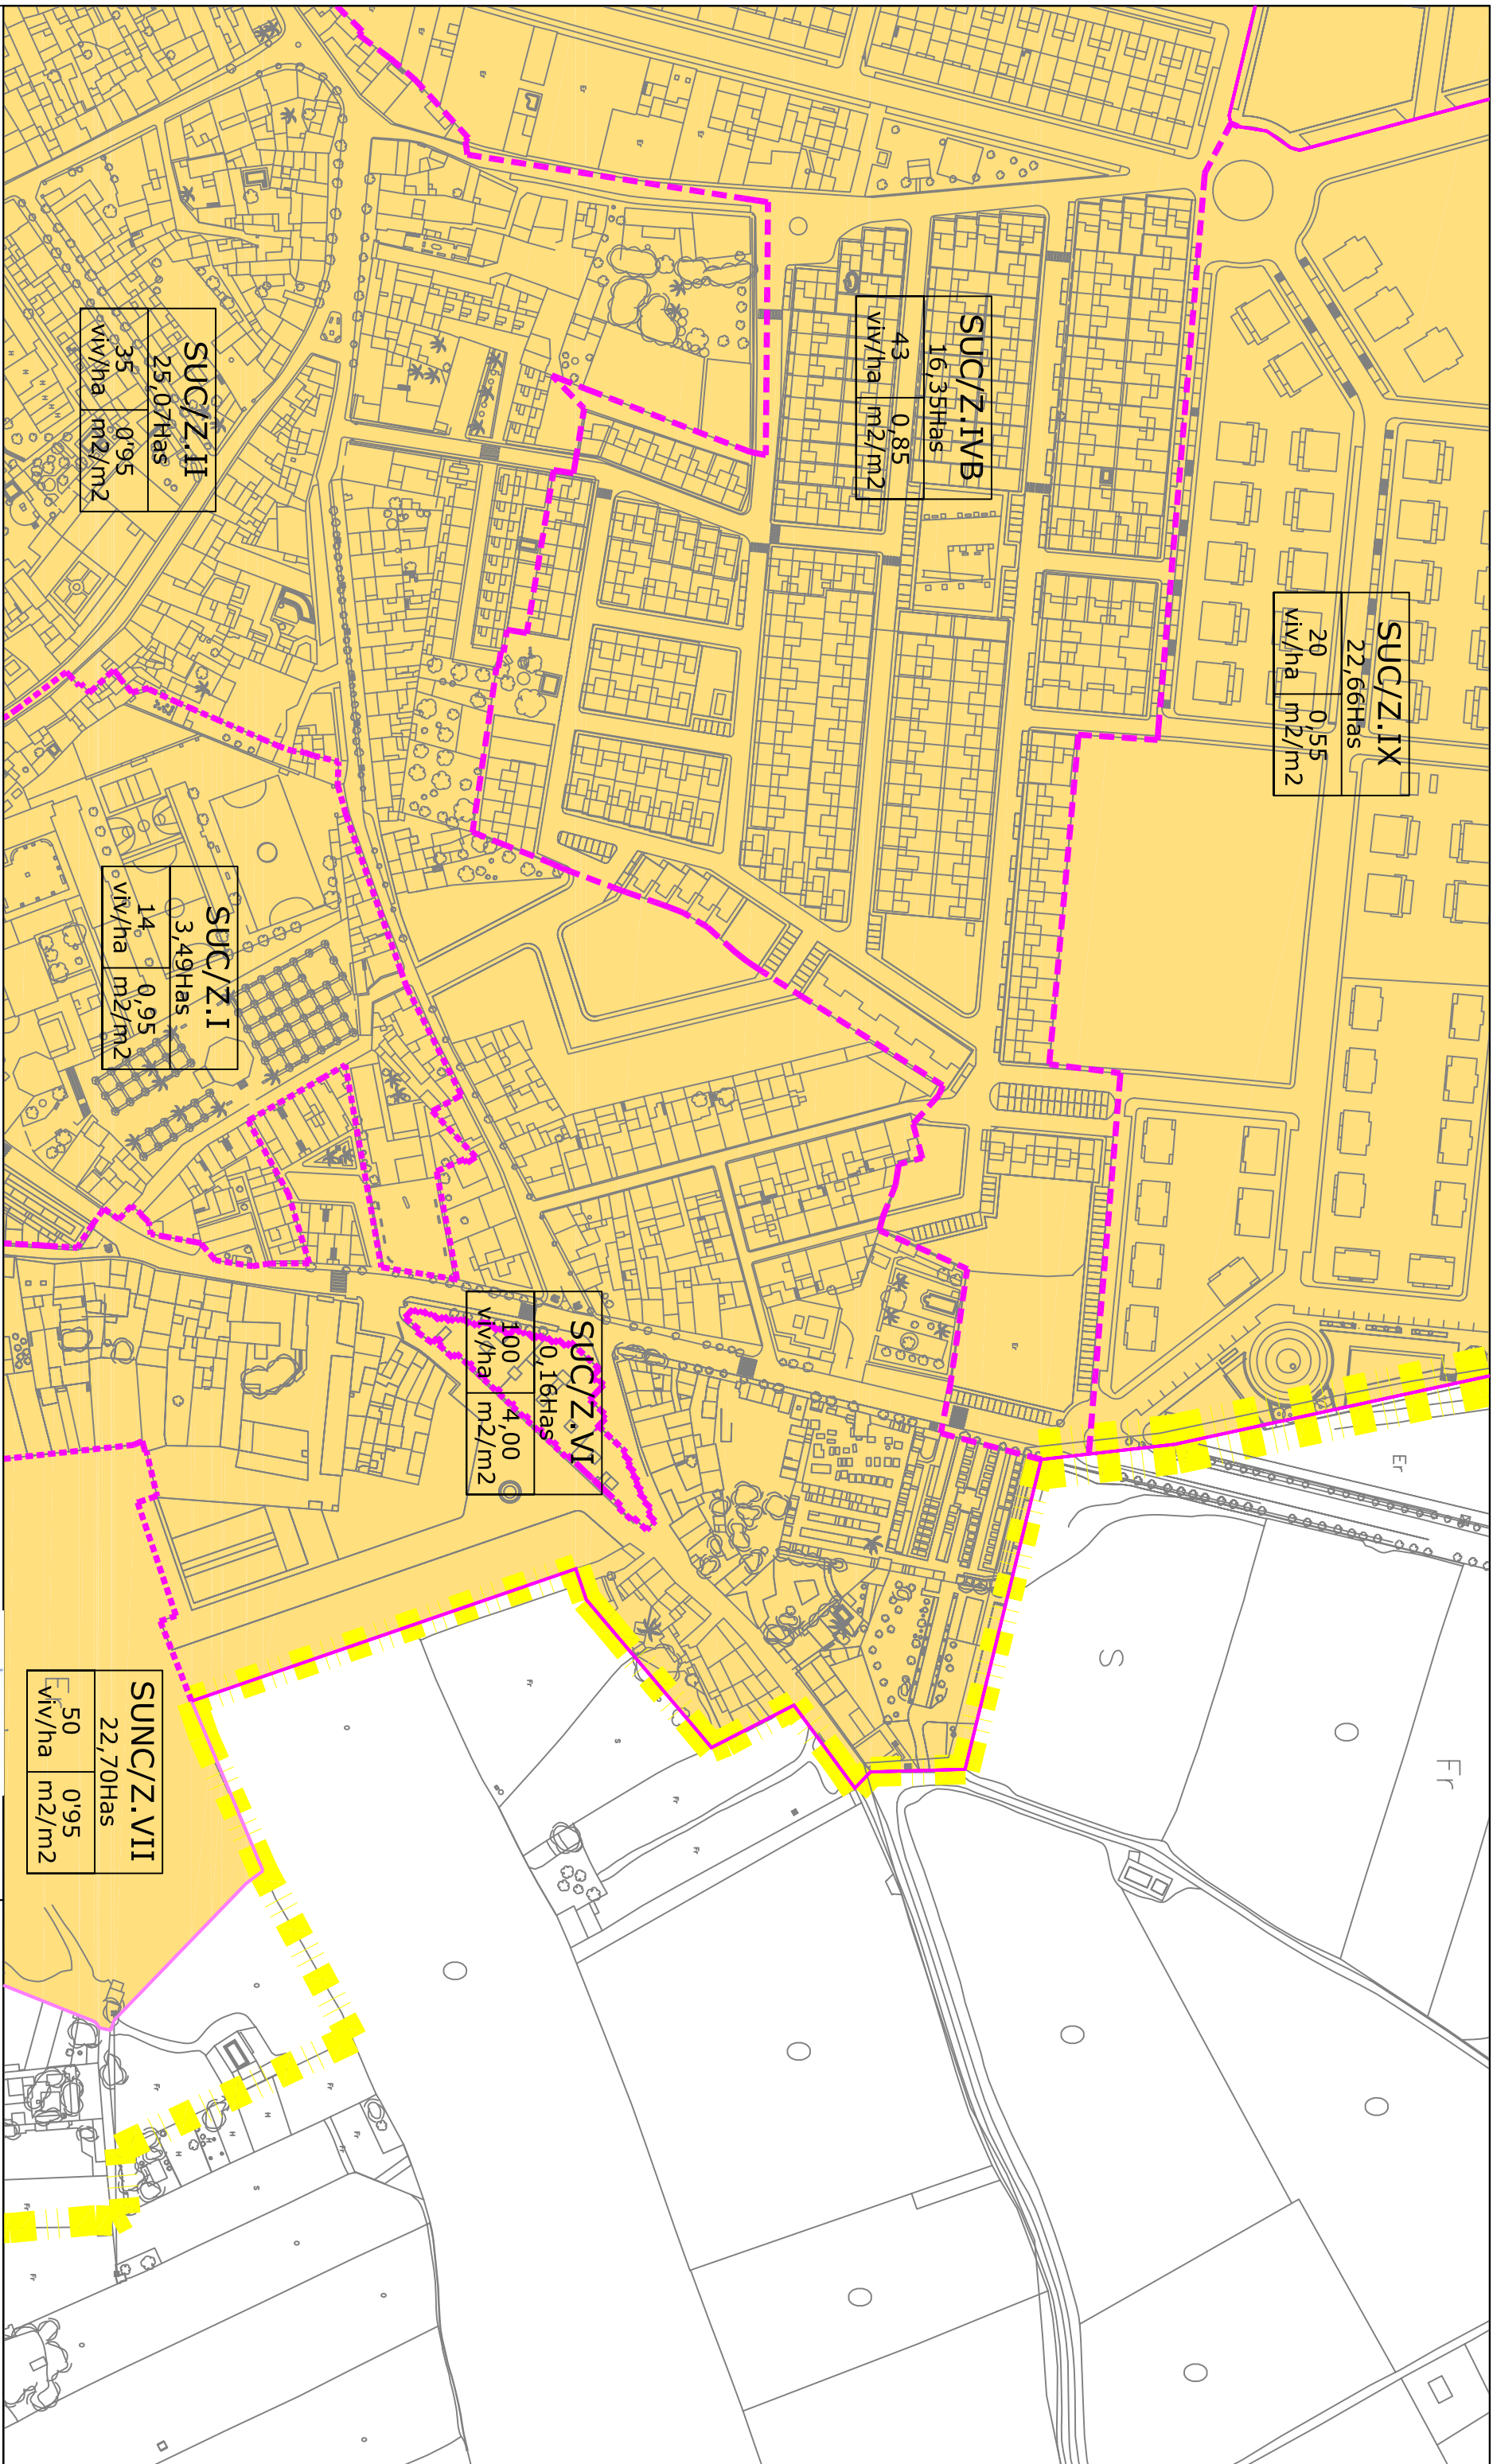 SUC/Z.IX
22,66Has
20 0,55
viv/ha m2/m2
SUC/Z.IVB
16,35Has
43 0,85
viv/ha m2/m2
SUC/Z.II
25,07Has
35 0'95
viv/ha m2/m2
SUC/Z.I
3,49Has
14 0,95
viv/ha m2/m2
SUC/Z.VI
0,16Has
100 4,00
viv/ha m2/m2
SUNC/Z.VII
22,70Has
50 0'95
viv/ha m2/m2
Er
S
Fr